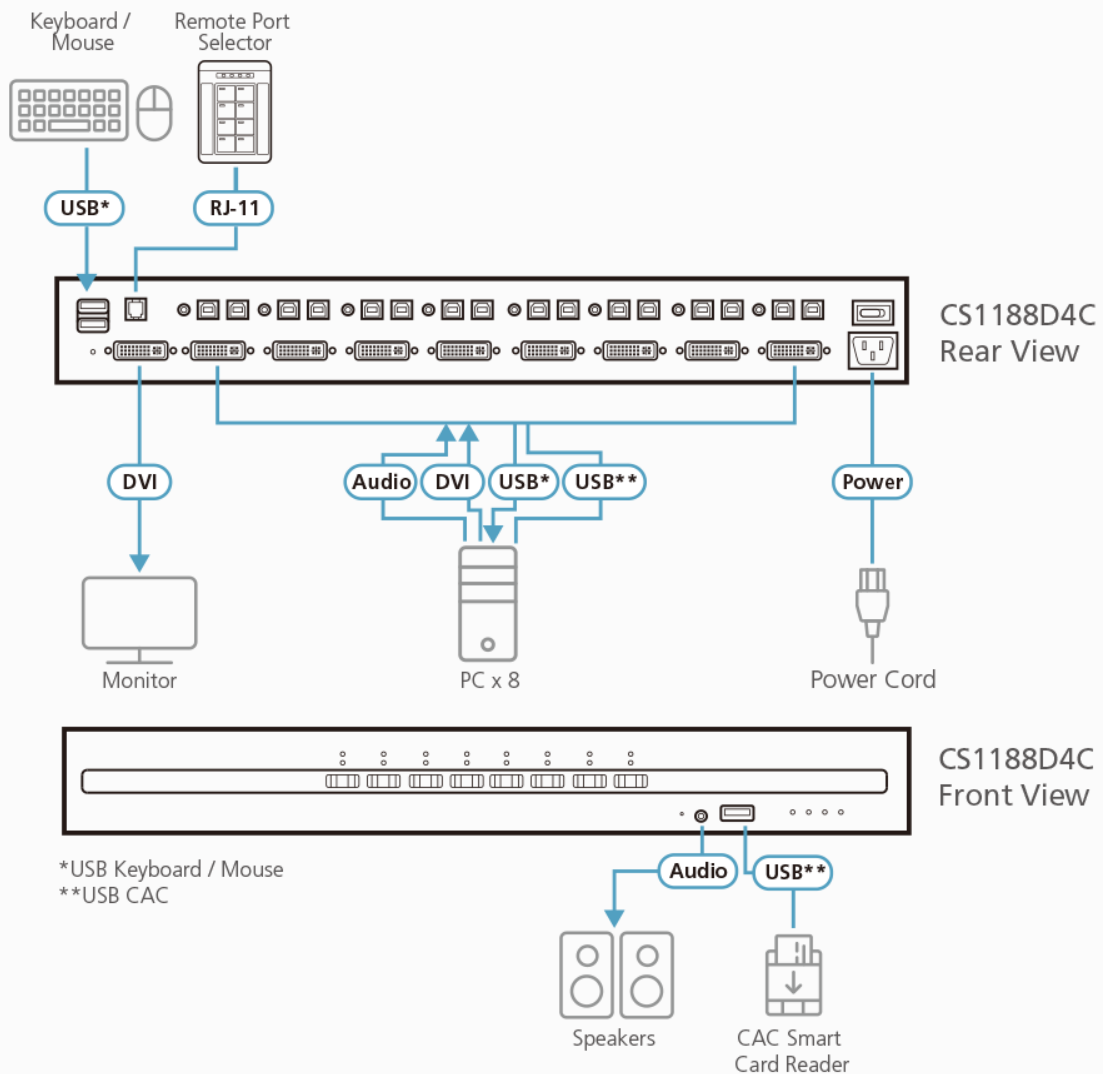 Keyboard /
Mouse
Remote Port
Selector
USB*
RJ-11
CS1188D4C
Rear View
DVI
Audio
DVI
USB*
USB**
Power
Monitor
PC x 8
Power Cord
CS1188D4C
Front View
*USB Keyboard / Mouse
**USB CAC
Audio
USB**
Speakers
CAC Smart
Card Reader